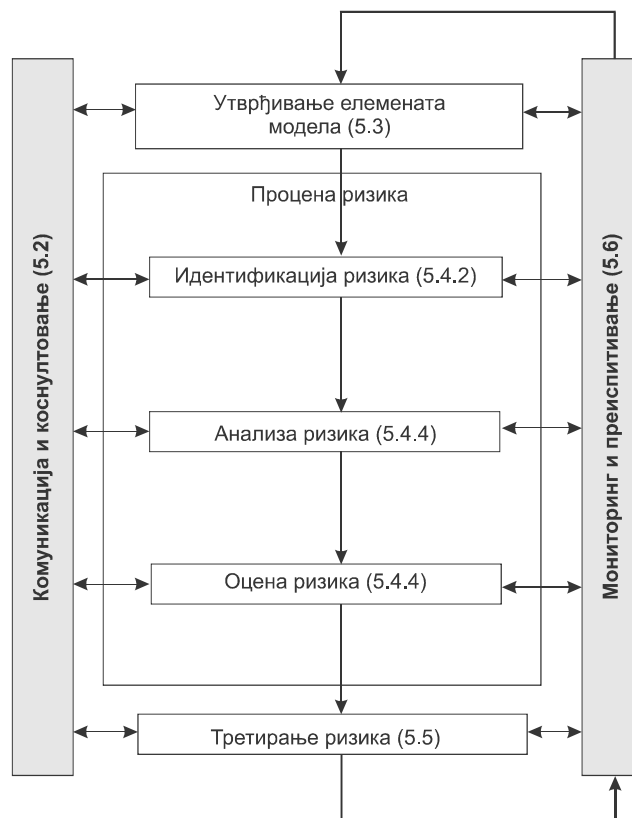 Утврђивање елемената
модела (5.3)
Процена ризика
Идентификација ризика (5.4.2)
Анализа ризика (5.4.4)
Оцена ризика (5.4.4)
Третирање ризика (5.5)
Комуникација и коснултовање (5.2)
Мониторинг и преиспитивање (5.6)